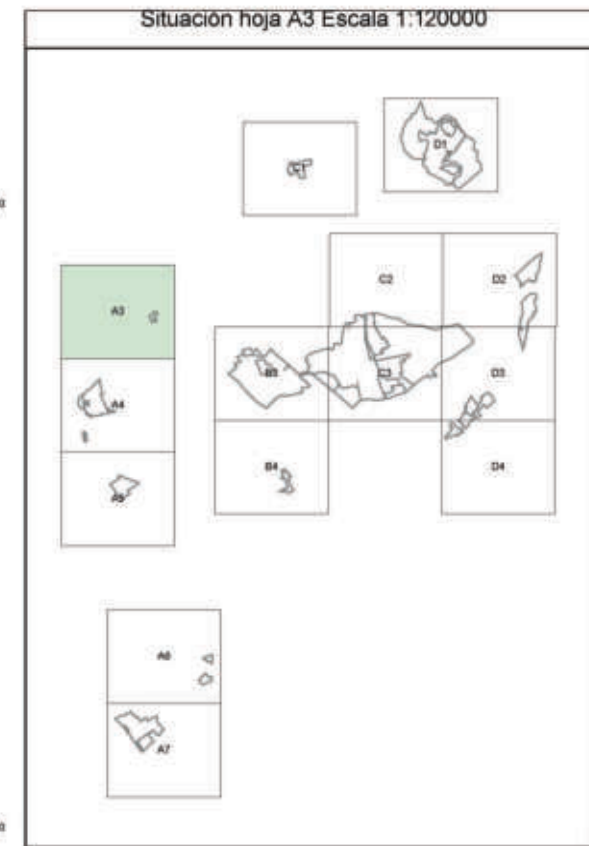 Situación hoja A3 Escala 1:120000
D1
C2
D2
A3
B3
C3
D3
A4
B4
D4
A5
A6
A7